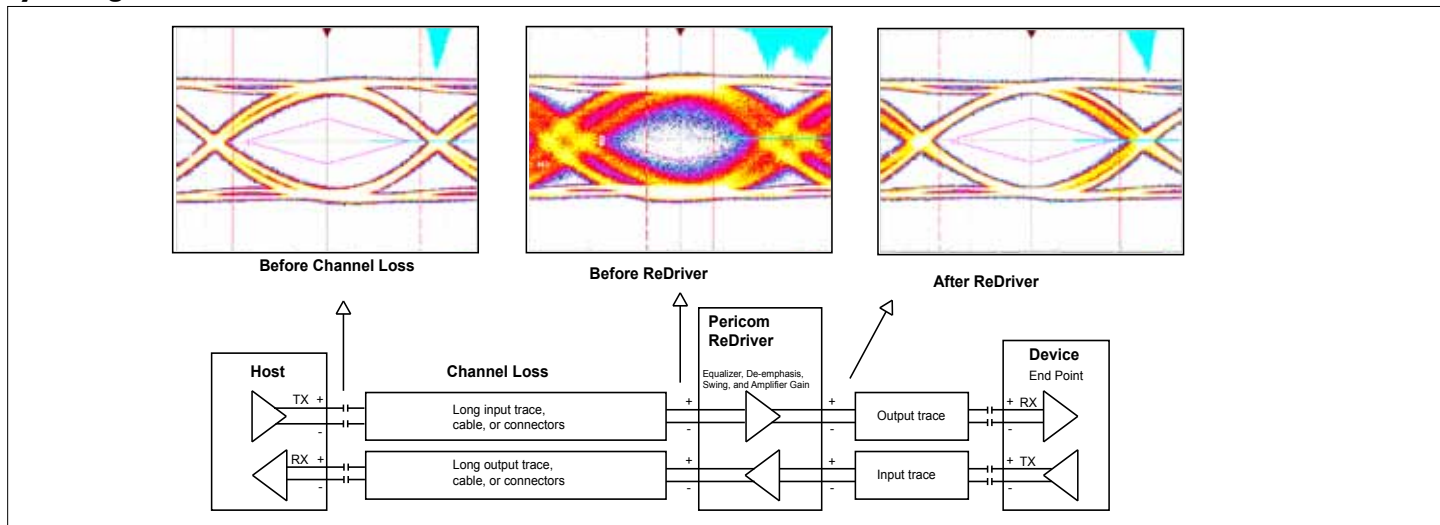 Before Channel Loss
Before ReDriver
After ReDriver
Pericom
ReDriver
Equalizer, De-emphasis,
Swing, and Amplifier Gain
Host
Channel Loss
Device
End Point
TX +
-
Long input trace,
cable, or connectors
+
-
+
-
Output trace
+ RX
-
RX +
-
Long output trace,
cable, or connectors
+
-
+
-
Input trace
+ TX
-